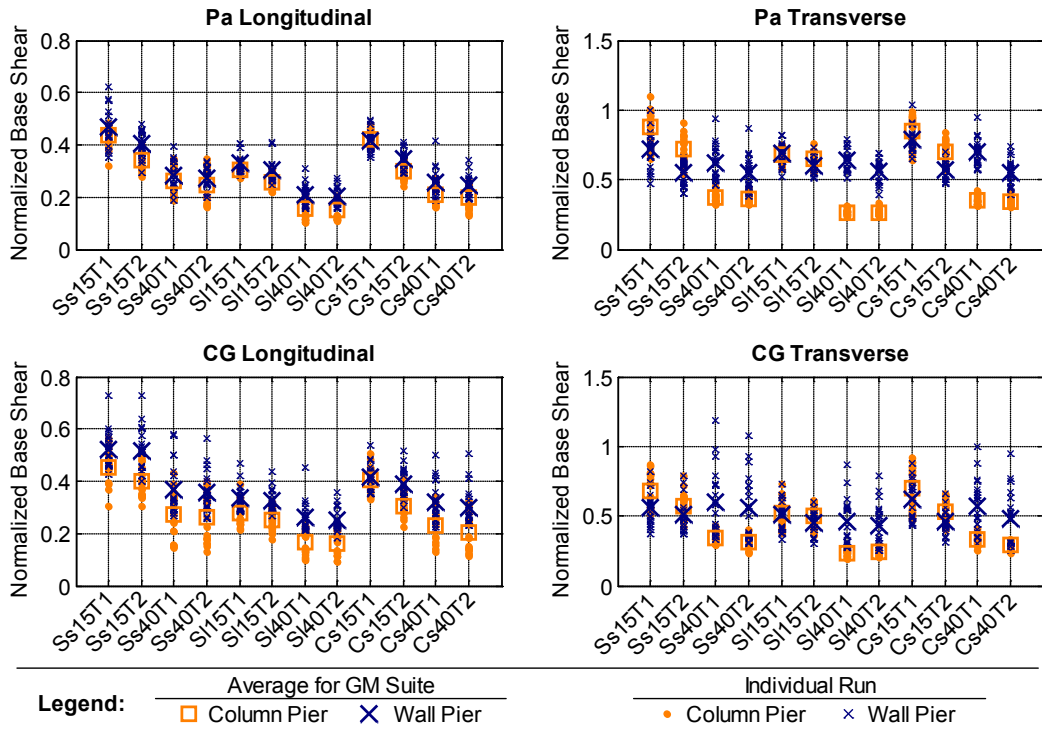 Pa Longitudinal
Normalized Base Shear
0.8
0.6
0.4
0.2
0
Ss15T1 Ss15T2 Ss40T1 Ss40T2 Sl15T1 Sl15T2 Sl40T1 Sl40T2 Cs15T1 Cs15T2 Cs40T1 Cs40T2
Pa Transverse
Normalized Base Shear
1.5
1
0.5
0
Ss15T1 Ss15T2 Ss40T1 Ss40T2 Sl15T1 Sl15T2 Sl40T1 Sl40T2 Cs15T1 Cs15T2 Cs40T1 Cs40T2
CG Longitudinal
Normalized Base Shear
0.8
0.6
0.4
0.2
0
Ss15T1 Ss15T2 Ss40T1 Ss40T2 Sl15T1 Sl15T2 Sl40T1 Sl40T2 Cs15T1 Cs15T2 Cs40T1 Cs40T2
CG Transverse
Normalized Base Shear
1.5
1
0.5
0
Ss15T1 Ss15T2 Ss40T1 Ss40T2 Sl15T1 Sl15T2 Sl40T1 Sl40T2 Cs15T1 Cs15T2 Cs40T1 Cs40T2
Legend:
Average for GM Suite
Column Pier Wall Pier
Individual Run
Column Pier Wall Pier